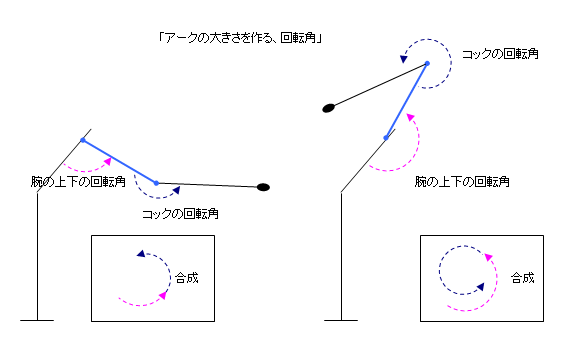 「アークの大きさを作る、回転角」
コックの回転角
腕の上下の回転角
コックの回転角
腕の上下の回転角
合成
合成